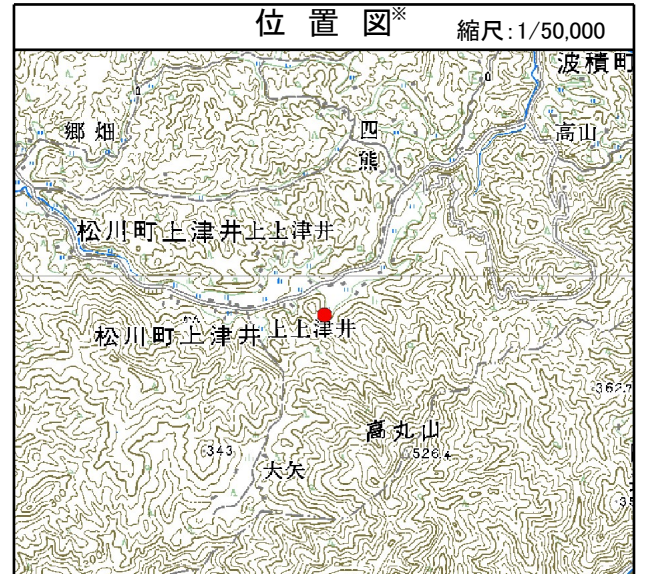 位置図※
縮尺:1/50,000
波積町
郷畑
四熊
高山
松川町上津井
上上津井
松川町上津井
上上津井
362.7
高丸山
526.4
343
大矢